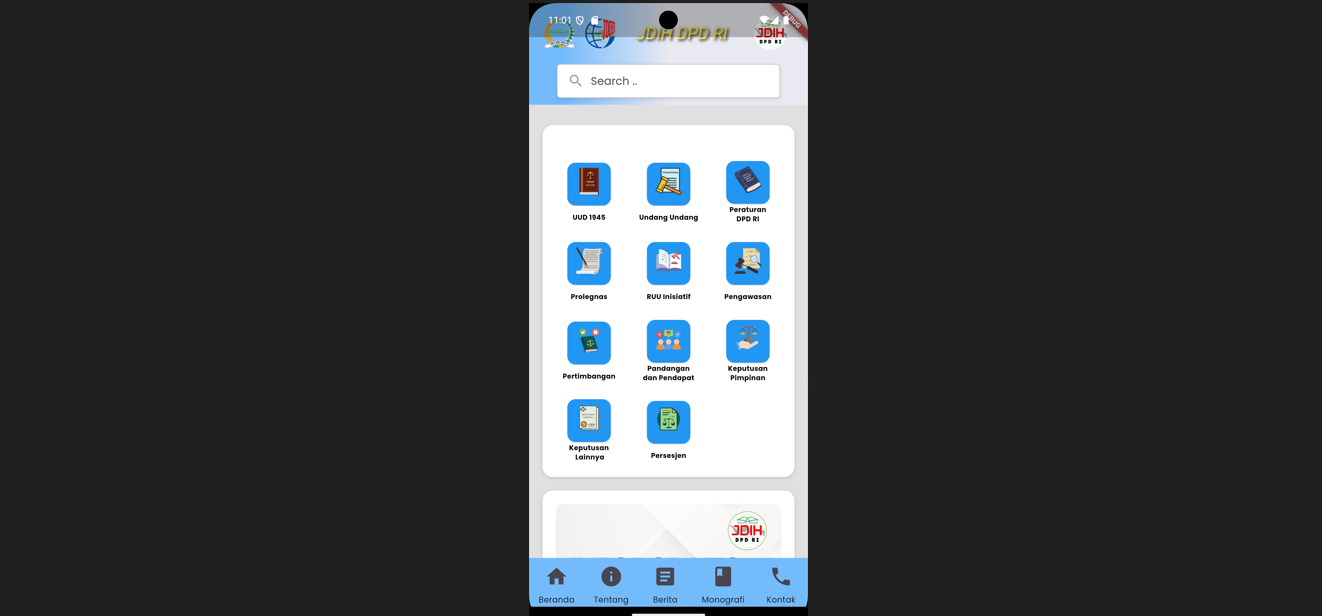 11:01
DEBUG
JDIH DPD RI
JDIH
DPD RI
Search ..
UUD 1945
Undang Undang
Peraturan
DPD RI
Prolegnas
RUU Inisiatif
Pengawasan
Pertimbangan
Pandangan
dan Pendapat
Keputusan
Pimpinan
Keputusan
Lainnya
Persesjen
JDIH
DPD RI
Beranda
Tentang
Berita
Monografi
Kontak